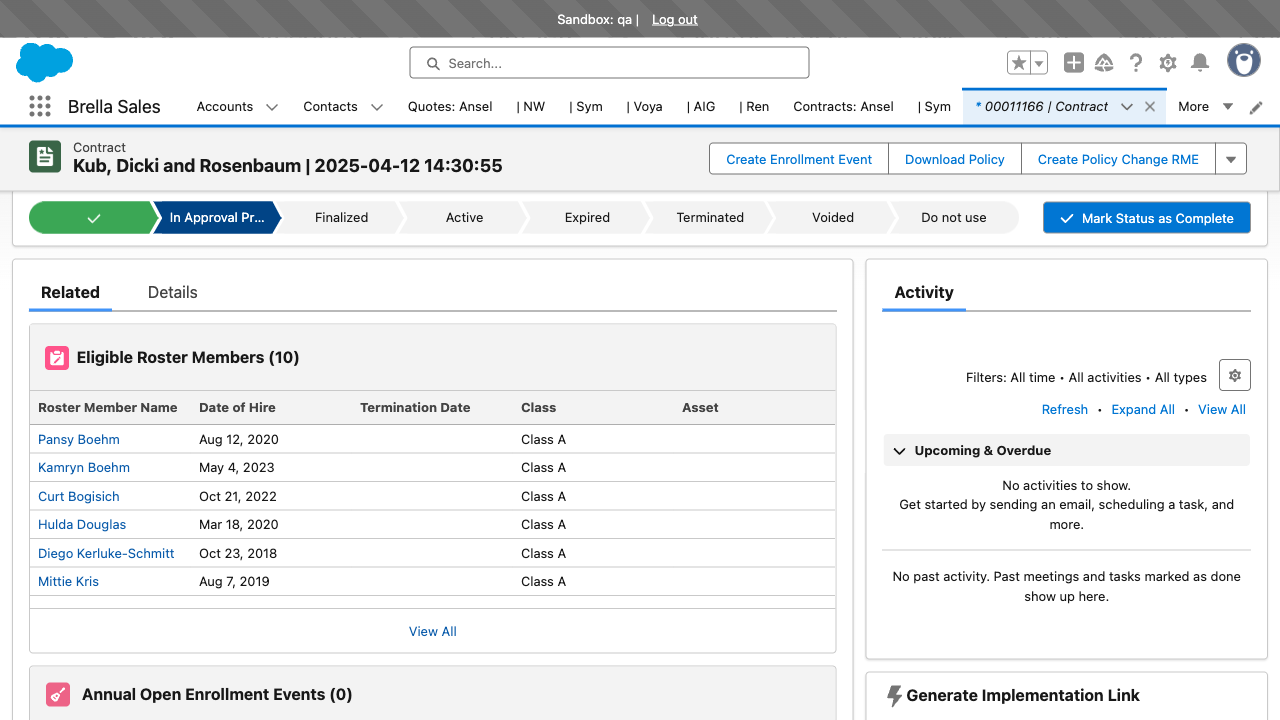 Sandbox: qa | Log out
Search...
Brella Sales
Accounts
Contacts
Quotes: Ansel
| NW
| Sym
| Voya
| AIG
| Ren
Contracts: Ansel
| Sym
* 00011166 | Contract
More
Contract
Kub, Dicki and Rosenbaum | 2025-04-12 14:30:55
Create Enrollment Event
Download Policy
Create Policy Change RME
In Approval Pr...
Finalized
Active
Expired
Terminated
Voided
Do not use
Mark Status as Complete
Related
Details
Eligible Roster Members (10)
Roster Member Name Date of Hire Termination Date Class Asset
Pansy Boehm Aug 12, 2020 Class A
Kamryn Boehm May 4, 2023 Class A
Curt Bogisich Oct 21, 2022 Class A
Hulda Douglas Mar 18, 2020 Class A
Diego Kerluke-Schmitt Oct 23, 2018 Class A
Mittie Kris Aug 7, 2019 Class A
View All
Annual Open Enrollment Events (0)
Activity
Filters: All time • All activities • All types
Refresh • Expand All • View All
Upcoming & Overdue
No activities to show.
Get started by sending an email, scheduling a task, and
more.
No past activity. Past meetings and tasks marked as done
show up here.
Generate Implementation Link